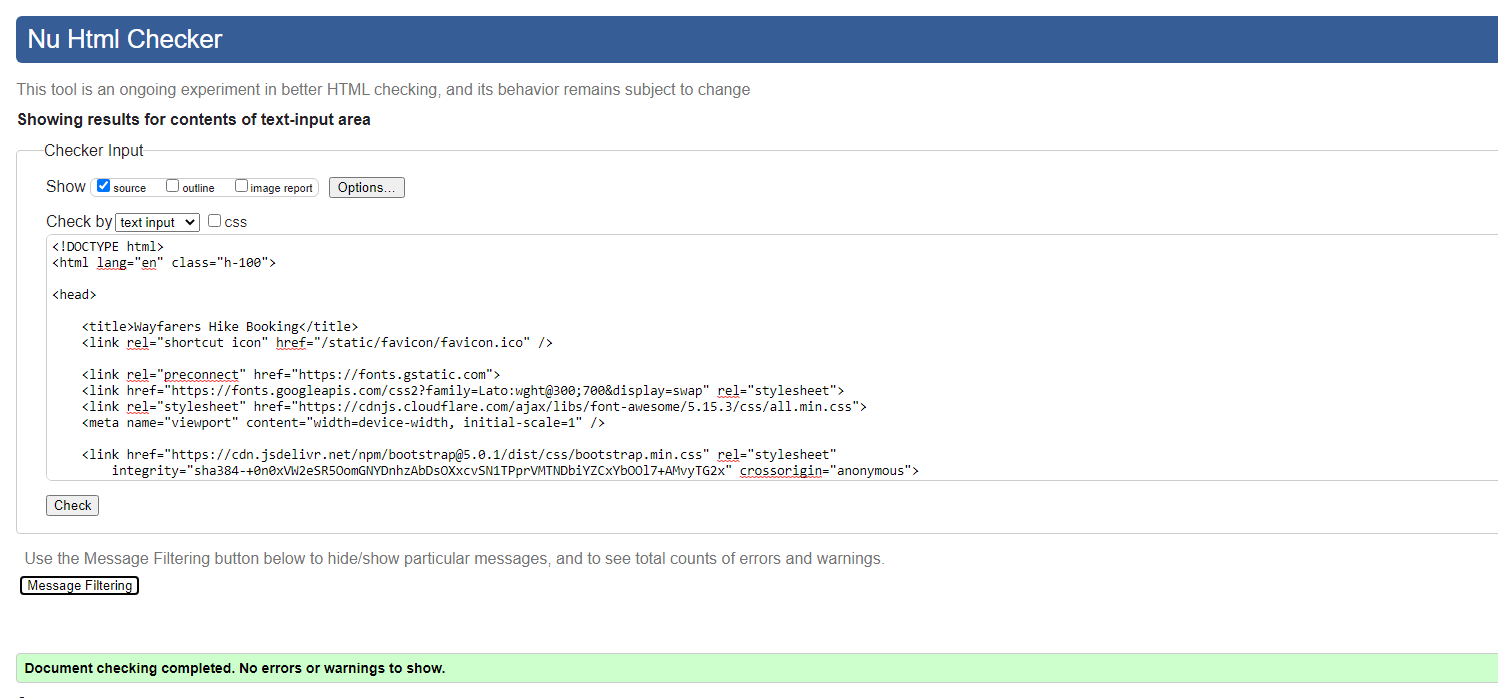 Nu Html Checker
This tool is an ongoing experiment in better HTML checking, and its behavior remains subject to change
Showing results for contents of text-input area
Checker Input
Show source outline image report Options...
Check by text input css
<!DOCTYPE html>
<html lang="en" class="h-100">
<head>
<title>Wayfarers Hike Booking</title>
<link rel="shortcut icon" href="/static/favicon/favicon.ico" />
<link rel="preconnect" href="https://fonts.gstatic.com">
<link href="https://fonts.googleapis.com/css2?family=Lato:wght@300;700&display=swap" rel="stylesheet">
<link rel="stylesheet" href="https://cdnjs.cloudflare.com/ajax/libs/font-awesome/5.15.3/css/all.min.css">
<meta name="viewport" content="width=device-width, initial-scale=1" />
<link href="https://cdn.jsdelivr.net/npm/bootstrap@5.0.1/dist/css/bootstrap.min.css" rel="stylesheet"
integrity="sha384-+0n0xVW2eSR5OomGNYDnhzAbDsOXxcvSN1TPprVMTNDbiYZCxYbOOl7+AMvyTG2x" crossorigin="anonymous">
Check
Use the Message Filtering button below to hide/show particular messages, and to see total counts of errors and warnings.
Message Filtering
Document checking completed. No errors or warnings to show.